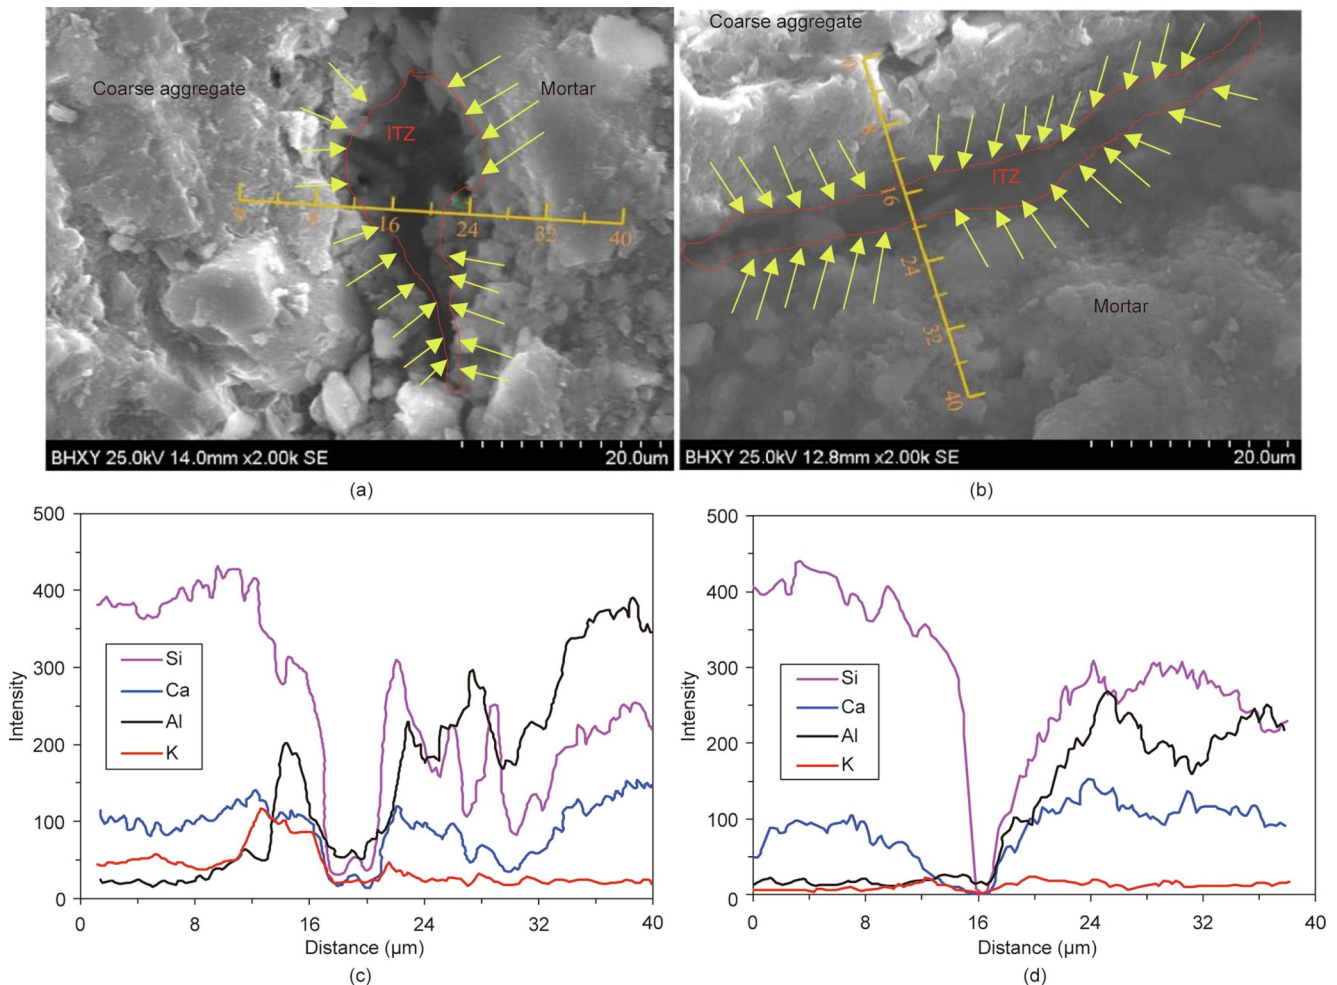 Coarse aggregate
Mortar
ITZ
0 8 16 24 32 40
BHXY 25.0kV 14.0mm x2.00k SE
20.0um
(a)
Coarse aggregate
0
8
16
ITZ
24
Mortar
32
40
BHXY 25.0kV 12.8mm x2.00k SE
20.0um
(b)
500
400
300
200
100
0
Intensity
Si
Ca
Al
K
0 8 16 24 32 40
Distance (µm)
(c)
500
400
300
200
100
0
Intensity
Si
Ca
Al
K
0 8 16 24 32 40
Distance (µm)
(d)